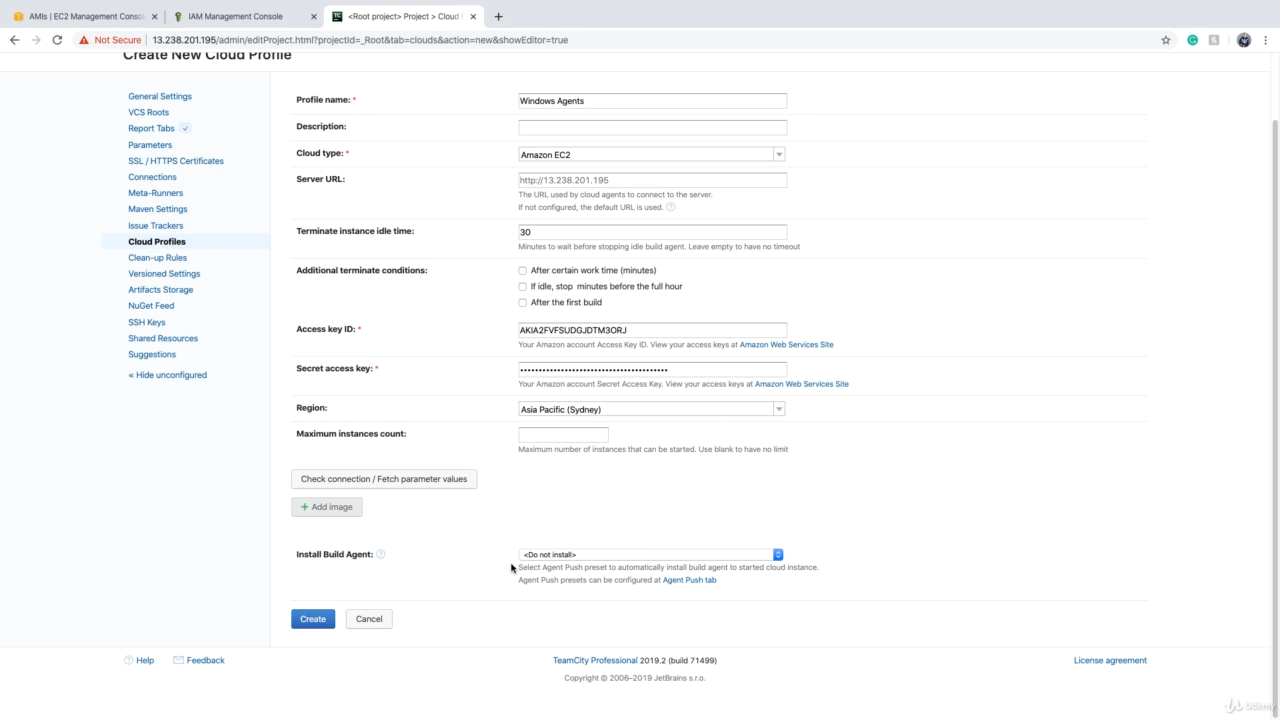 AMIs | EC2 Management Conso
IAM Management Console
<Root project> Project > Cloud
Not Secure 13.238.201.195/admin/editProject.html?projectId=_Root&tab=clouds&action=new&showEditor=true
Create New Cloud Profile
General Settings
VCS Roots
Report Tabs
Parameters
SSL / HTTPS Certificates
Connections
Meta-Runners
Maven Settings
Issue Trackers
Cloud Profiles
Clean-up Rules
Versioned Settings
Artifacts Storage
NuGet Feed
SSH Keys
Shared Resources
Suggestions
« Hide unconfigured
Profile name: * Windows Agents
Description:
Cloud type: * Amazon EC2
Server URL: http://13.238.201.195
The URL used by cloud agents to connect to the server.
If not configured, the default URL is used.
Terminate instance idle time: 30
Minutes to wait before stopping idle build agent. Leave empty to have no timeout
Additional terminate conditions: After certain work time (minutes)
If idle, stop minutes before the full hour
After the first build
Access key ID: * AKIA2FVFSUDGJDTM3ORJ
Your Amazon account Access Key ID. View your access keys at Amazon Web Services Site
Secret access key: * ••••••••••••••••••••••••••••••••••••••••
Your Amazon account Secret Access Key. View your access keys at Amazon Web Services Site
Region: Asia Pacific (Sydney)
Maximum instances count:
Maximum number of instances that can be started. Use blank to have no limit
Check connection / Fetch parameter values
+ Add image
Install Build Agent: <Do not install>
Select Agent Push preset to automatically install build agent to started cloud instance.
Agent Push presets can be configured at Agent Push tab
Create Cancel
Help Feedback TeamCity Professional 2019.2 (build 71499) License agreement
Copyright © 2006–2019 JetBrains s.r.o.
Udemy